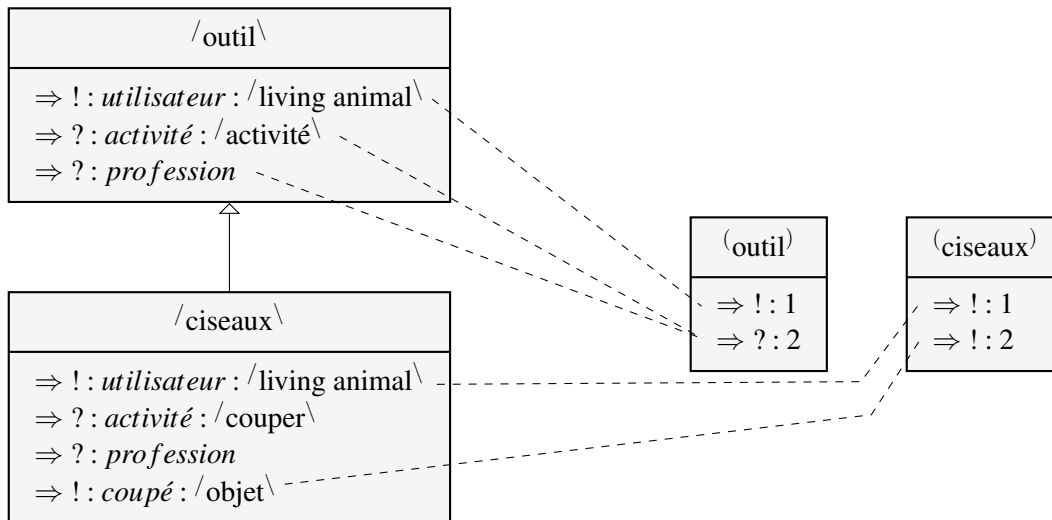 /outil\
⇒ ! : utilisateur : /living animal\
⇒ ? : activité : /activité\
⇒ ? : profession
/ciseaux\
⇒ ! : utilisateur : /living animal\
⇒ ? : activité : /couper\
⇒ ? : profession
⇒ ! : coupé : /objet\
(outil)
⇒ ! : 1
⇒ ? : 2
(ciseaux)
⇒ ! : 1
⇒ ! : 2